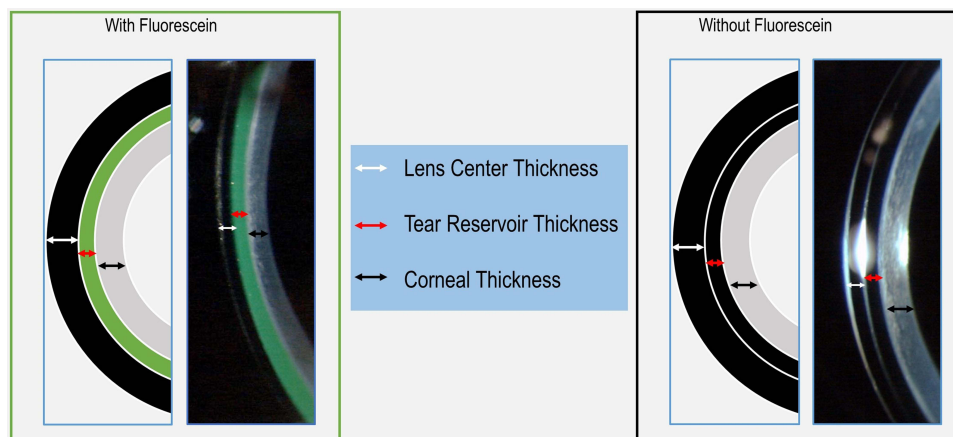 With Fluorescein
Without Fluorescein
Lens Center Thickness
Tear Reservoir Thickness
Corneal Thickness